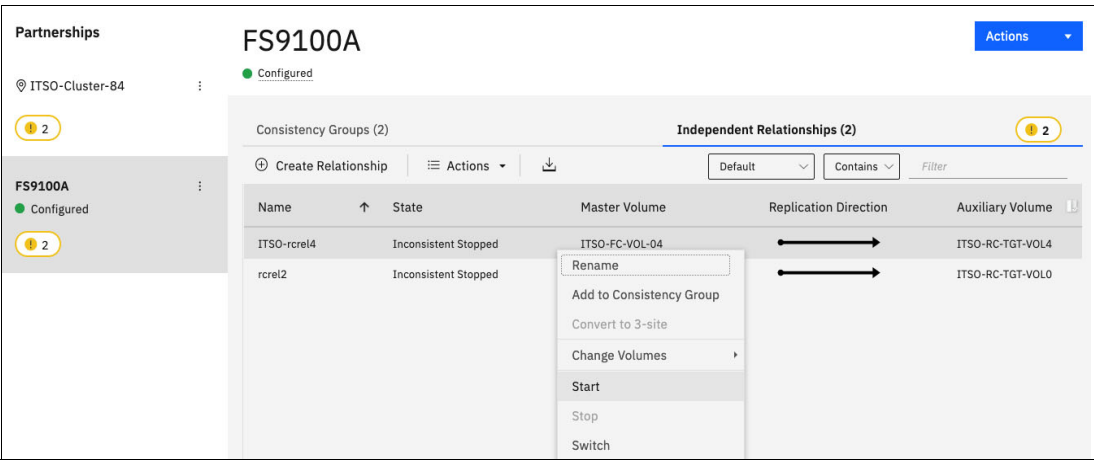 Partnerships
ITSO-Cluster-84
2
FS9100A
Configured
2
FS9100A
Configured
Actions
Consistency Groups (2)
Independent Relationships (2)
2
Create Relationship
Actions
Default
Contains
Filter
Name State Master Volume Replication Direction Auxiliary Volume
ITSO-rcrel4 Inconsistent Stopped ITSO-FC-VOL-04 ITSO-RC-TGT-VOL4
rcrel2 Inconsistent Stopped ITSO-RC-TGT-VOL0
Rename
Add to Consistency Group
Convert to 3-site
Change Volumes
Start
Stop
Switch